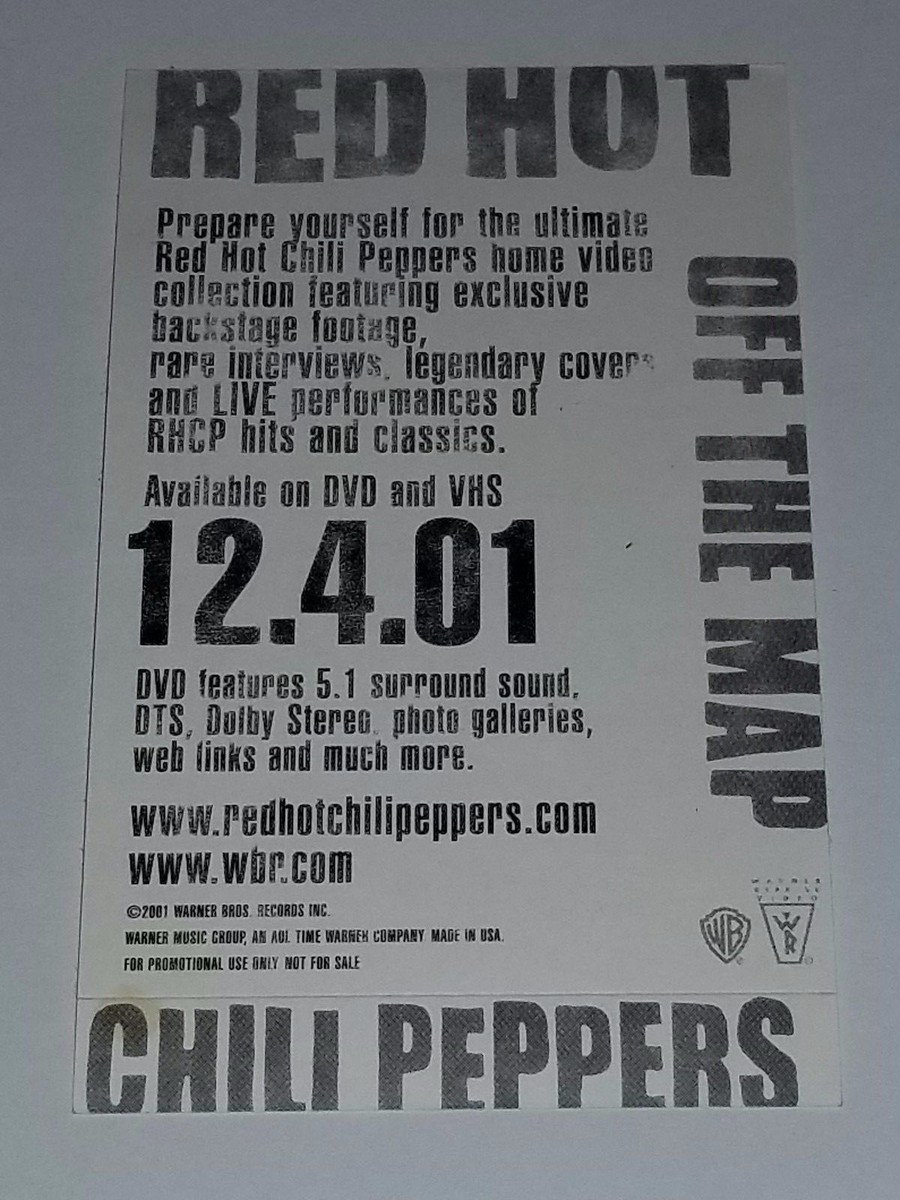 RED HOT
Prepare yourself for the ultimate
Red Hot Chili Peppers home video
collection featuring exclusive
backstage footage,
rare interviews, legendary covers
and LIVE performances of
RHCP hits and classics.
Available on DVD and VHS
12.4.01
DVD features 5.1 surround sound,
DTS, Dolby Stereo, photo galleries,
web links and much more.
www.redhotchilipeppers.com
www.wbr.com
©2001 WARNER BROS. RECORDS INC.
WARNER MUSIC GROUP, AN AOL TIME WARNER COMPANY MADE IN USA.
FOR PROMOTIONAL USE ONLY NOT FOR SALE
OFF THE MAP
WB
WARNER
REPRISE
VIDEO
WR
CHILI PEPPERS